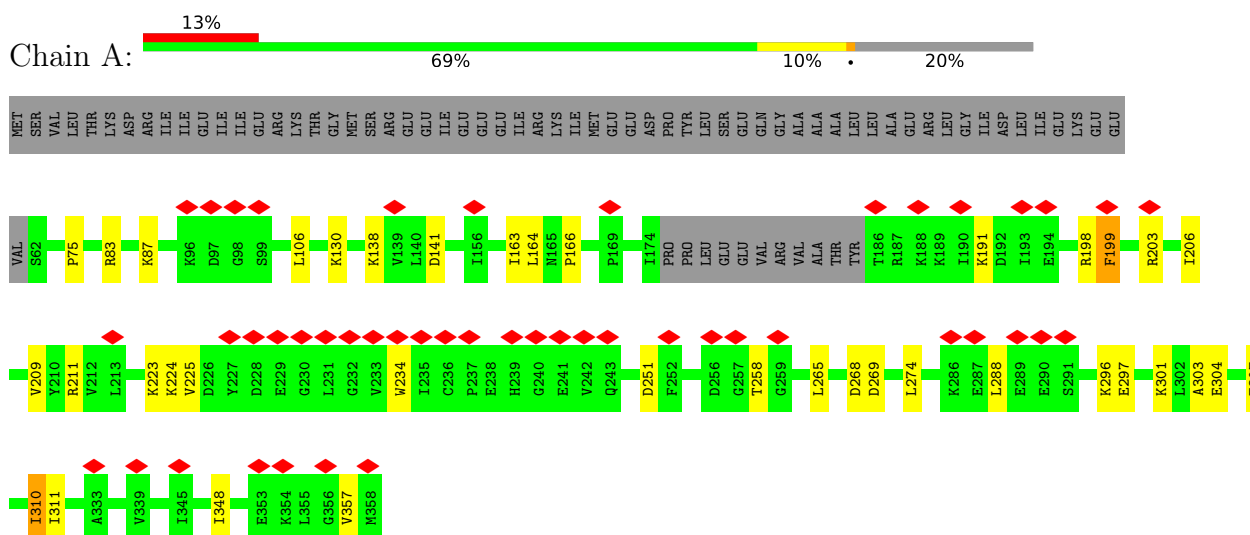 13%
Chain A:
69% 10% • 20%
MET SER VAL LEU THR LYS ASP ARG ILE ILE GLU ILE ILE GLU ARG LYS THR GLY MET SER ARG GLU GLU ILE GLU GLU GLU ILE ARG LYS ILE MET GLU GLU ASP PRO TYR LEU SER GLU GLN GLY ALA ALA ALA LEU LEU ALA GLU ARG LEU GLY ILE ASP LEU ILE GLU LYS GLU GLU
VAL S62 P75 R83 K87 K96 D97 G98 S99 L106 K130 K138 V139 L140 D141 I156 I163 L164 N165 P166 P169 I174 PRO PRO LEU GLU GLU VAL ARG VAL ALA THR TYR T186 R187 K188 K189 I190 K191 D192 I193 E194 R198 F199 R203 I206
V209 Y210 R211 V212 L213 K223 K224 V225 D226 Y227 D228 E229 G230 L231 G232 V233 W234 I235 C236 P237 E238 H239 G240 E241 V242 Q243 D251 F252 D256 G257 T258 G259 L265 D268 D269 L274 K286 E287 L288 E289 E290 S291 K296 E297 K301 L302 A303 E304
I310 I311 A333 V339 I345 I348 E353 K354 L355 G356 V357 M358